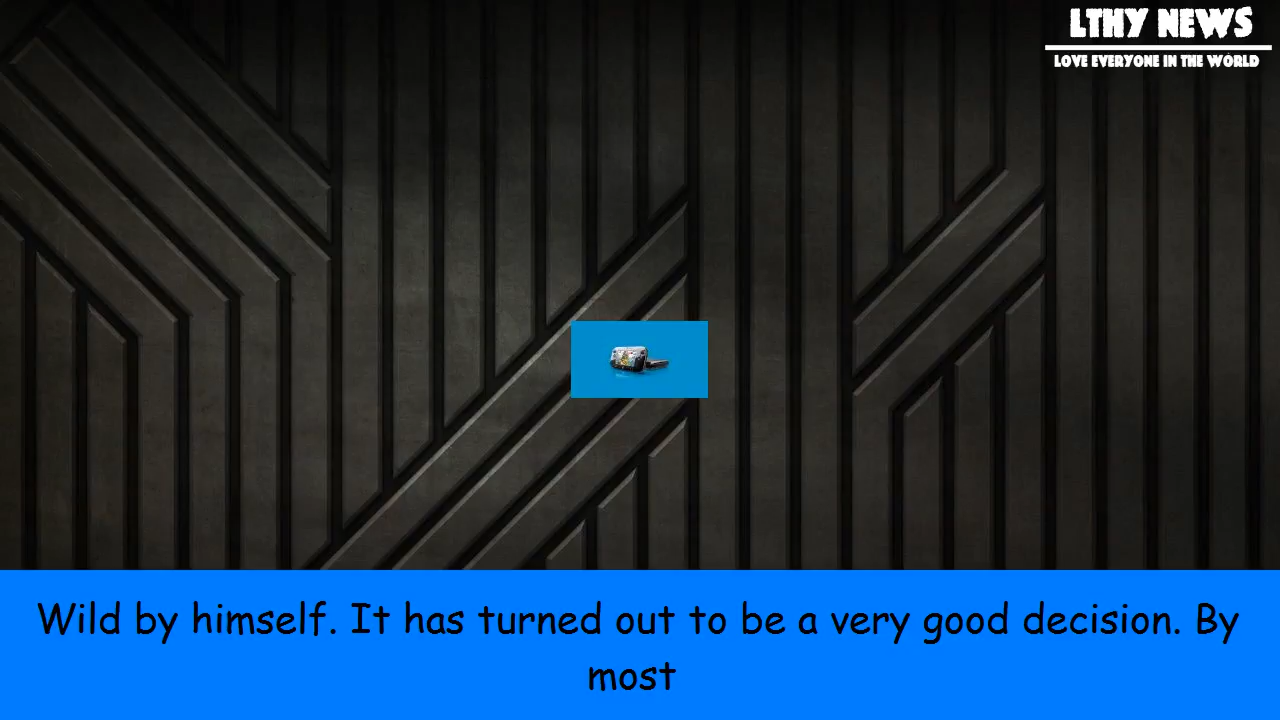 LTHY NEWS
LOVE EVERYONE IN THE WORLD
Wild by himself. It has turned out to be a very good decision. By
most